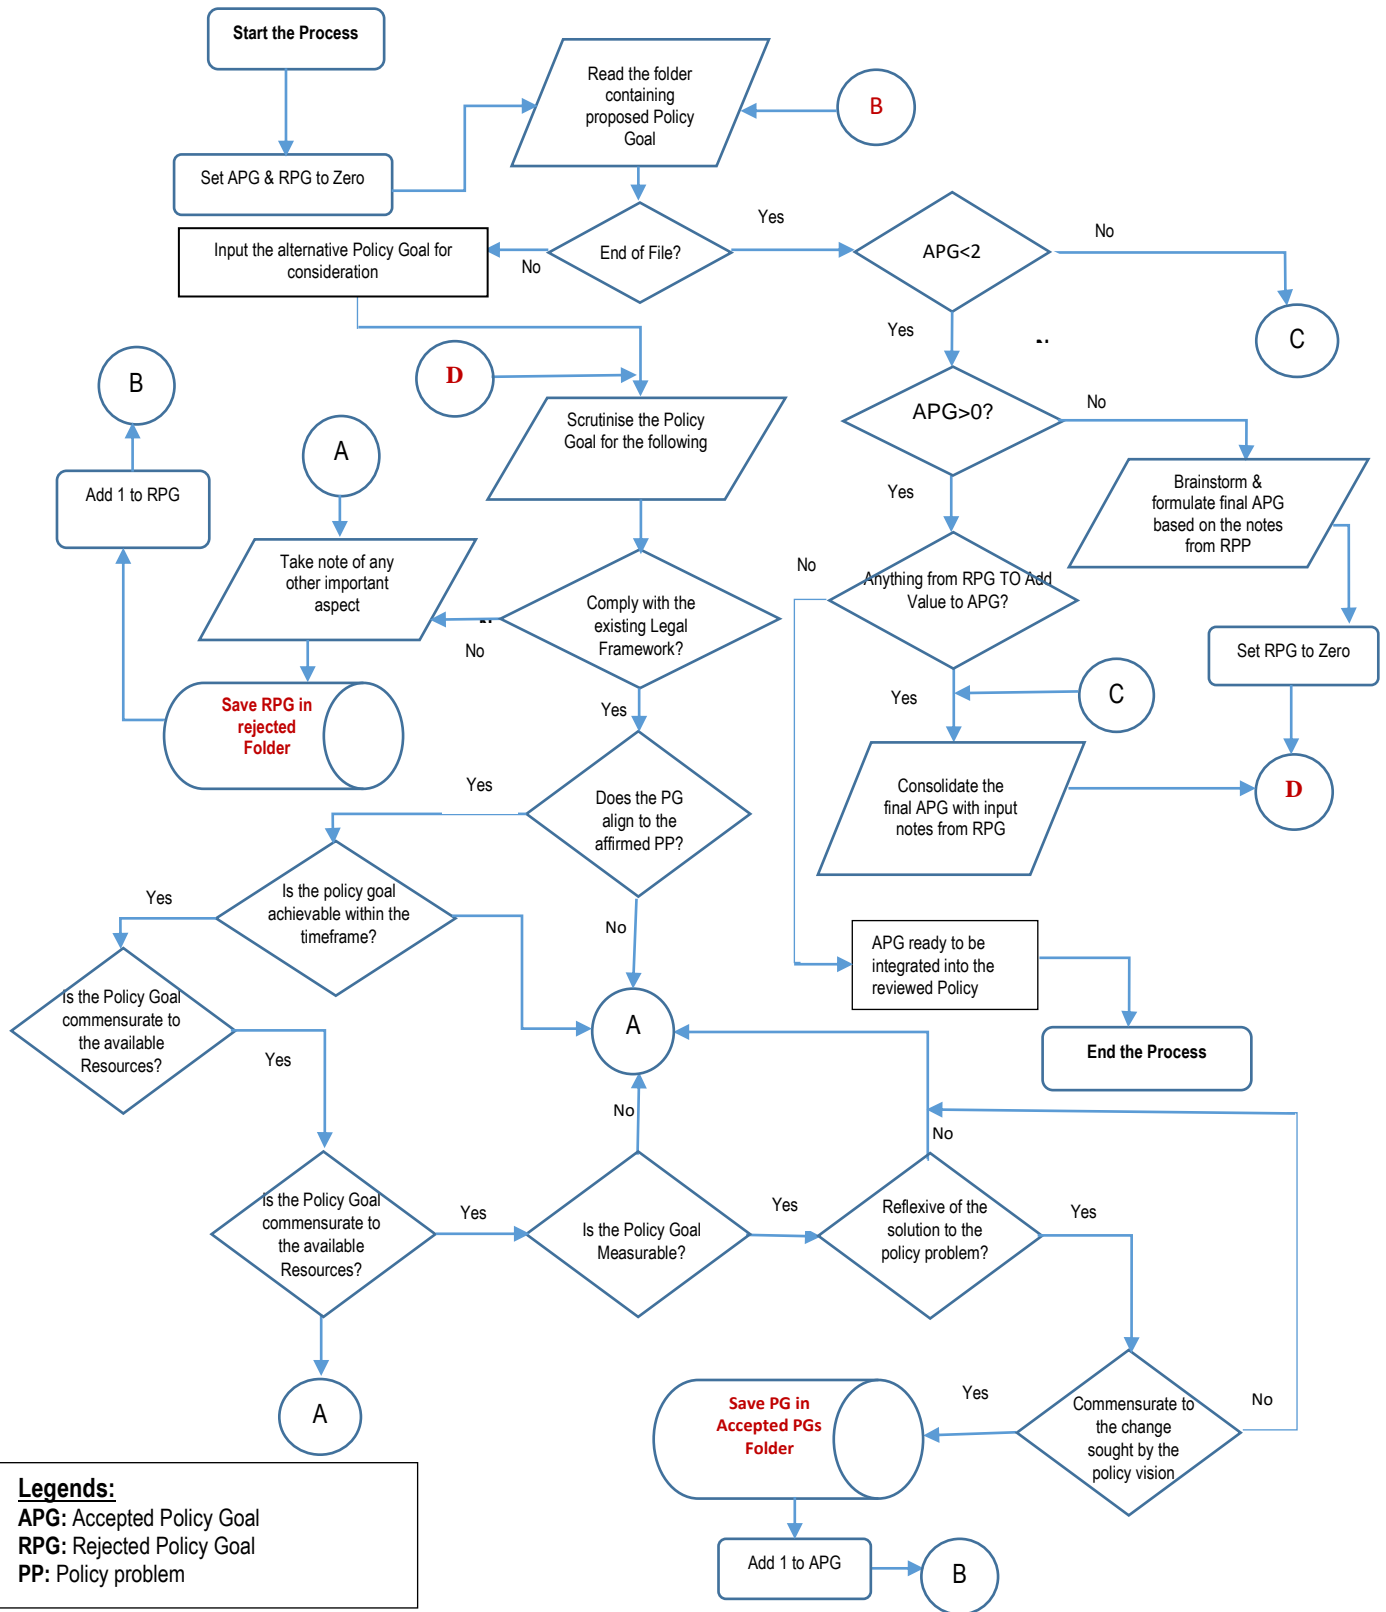 Start the Process
Read the folder
containing
proposed Policy
Goal
B
Set APG & RPG to Zero
Input the alternative Policy Goal for
consideration
No
End of File?
Yes
APG<2
No
C
Yes
D
B
A
Scrutinise the Policy
Goal for the following
APG>0?
No
Add 1 to RPG
Yes
Brainstorm &
formulate final APG
based on the notes
from RPP
Take note of any
other important
aspect
No
Anything from RPG TO Add
Value to APG?
Comply with the
existing Legal
Framework?
No
Set RPG to Zero
Yes
Yes
C
Save RPG in
rejected
Folder
Yes
Does the PG
align to the
affirmed PP?
Consolidate the
final APG with input
notes from RPG
D
Yes
Is the policy goal
achievable within the
timeframe?
No
APG ready to be
integrated into the
reviewed Policy
Is the Policy Goal
commensurate to
the available
Resources?
Yes
A
End the Process
No
No
Is the Policy Goal
commensurate to
the available
Resources?
Yes
Is the Policy Goal
Measurable?
Yes
Reflexive of the
solution to the
policy problem?
Yes
A
Save PG in
Accepted PGs
Folder
Yes
Commensurate to
the change
sought by the
policy vision
No
Legends:
APG: Accepted Policy Goal
RPG: Rejected Policy Goal
PP: Policy problem
Add 1 to APG
B